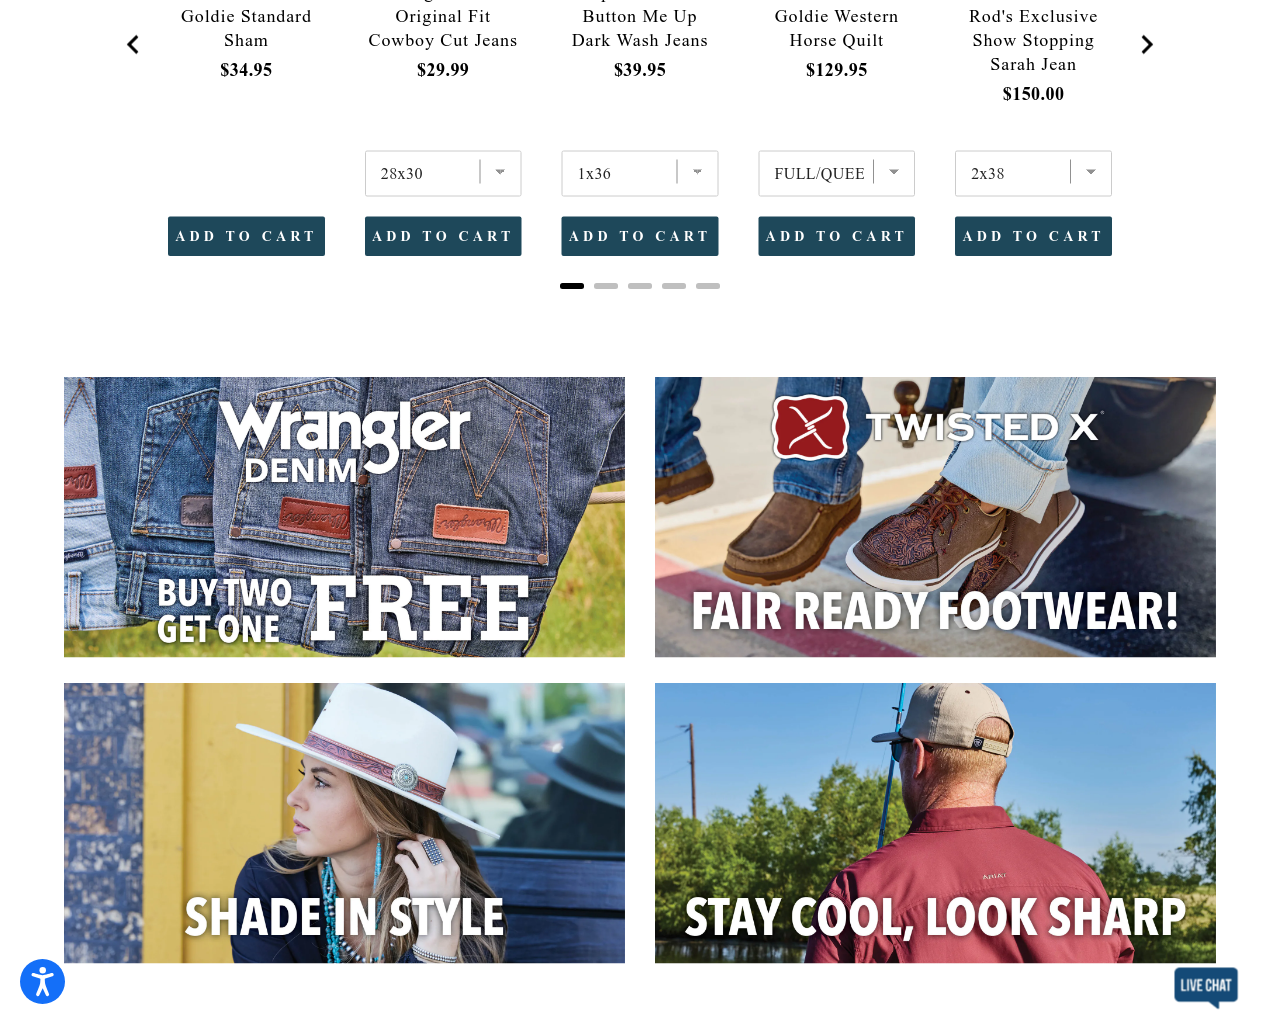 Goldie Standard
Sham
$34.95
Original Fit
Cowboy Cut Jeans
$29.99
Button Me Up
Dark Wash Jeans
$39.95
Goldie Western
Horse Quilt
$129.95
Rod's Exclusive
Show Stopping
Sarah Jean
$150.00
28x30
1x36
FULL/QUEE
2x38
ADD TO CART
ADD TO CART
ADD TO CART
ADD TO CART
ADD TO CART
Wrangler
DENIM
Wrangler
Wrangler
BUY TWO
GET ONE
FREE
TWISTED X
FAIR READY FOOTWEAR!
SHADE IN STYLE
ARIAT
STAY COOL, LOOK SHARP
LIVE CHAT